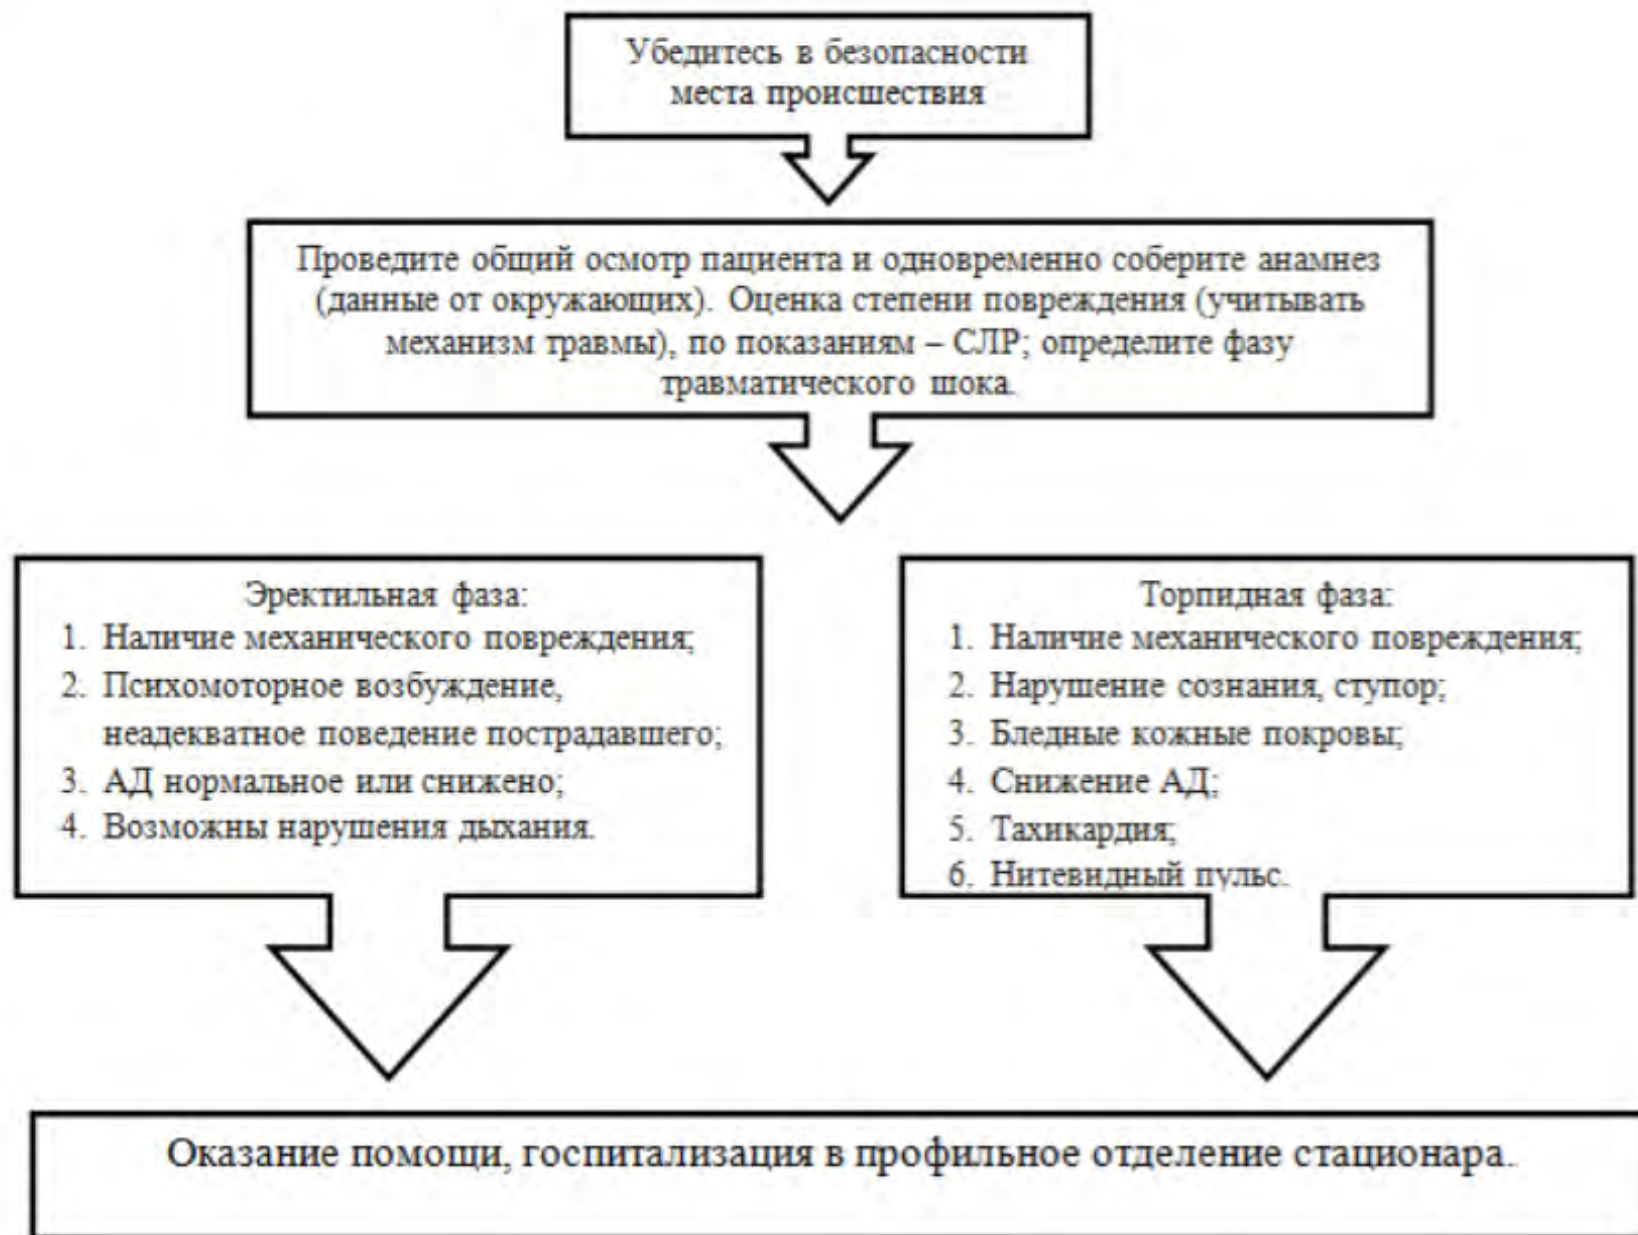 Убедитесь в безопасности
места происшествия
Проведите общий осмотр пациента и одновременно соберите анамнез
(данные от окружающих). Оценка степени повреждения (учитывать
механизм травмы), по показаниям – СЛР; определите фазу
травматического шока.
Эректильная фаза:
1. Наличие механического повреждения;
2. Психомоторное возбуждение,
неадекватное поведение пострадавшего;
3. АД нормальное или снижено;
4. Возможны нарушения дыхания.
Торпидная фаза:
1. Наличие механического повреждения;
2. Нарушение сознания, ступор;
3. Бледные кожные покровы;
4. Снижение АД;
5. Тахикардия;
6. Нитевидный пульс.
Оказание помощи, госпитализация в профильное отделение стационара.